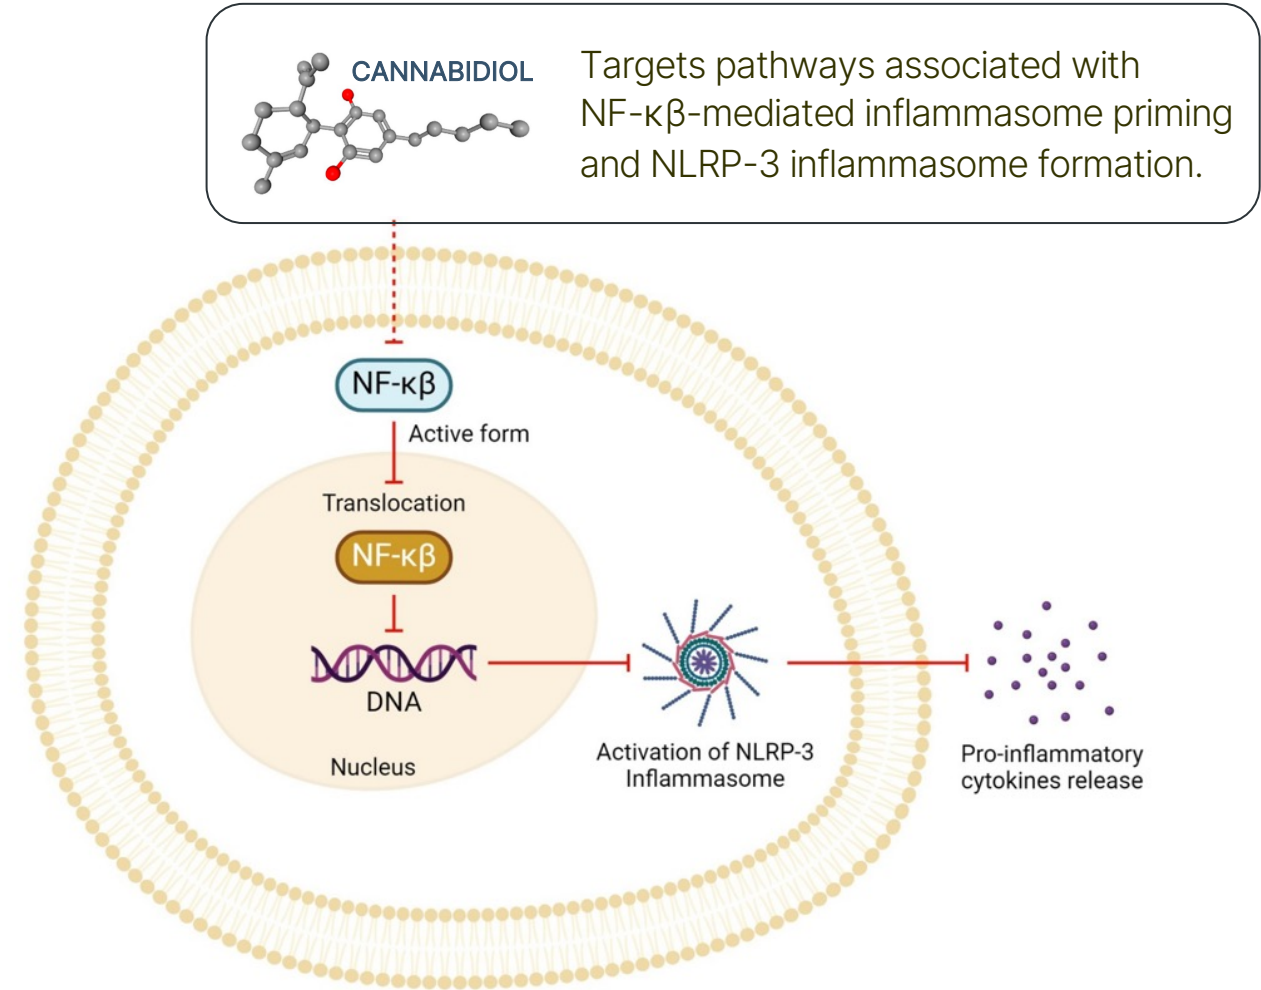 CANNABIDIOL
Targets pathways associated with
NF-κβ-mediated inflammasome priming
and NLRP-3 inflammasome formation.
NF-κβ
Active form
Translocation
NF-κβ
DNA
Nucleus
Activation of NLRP-3
Inflammasome
Pro-inflammatory
cytokines release